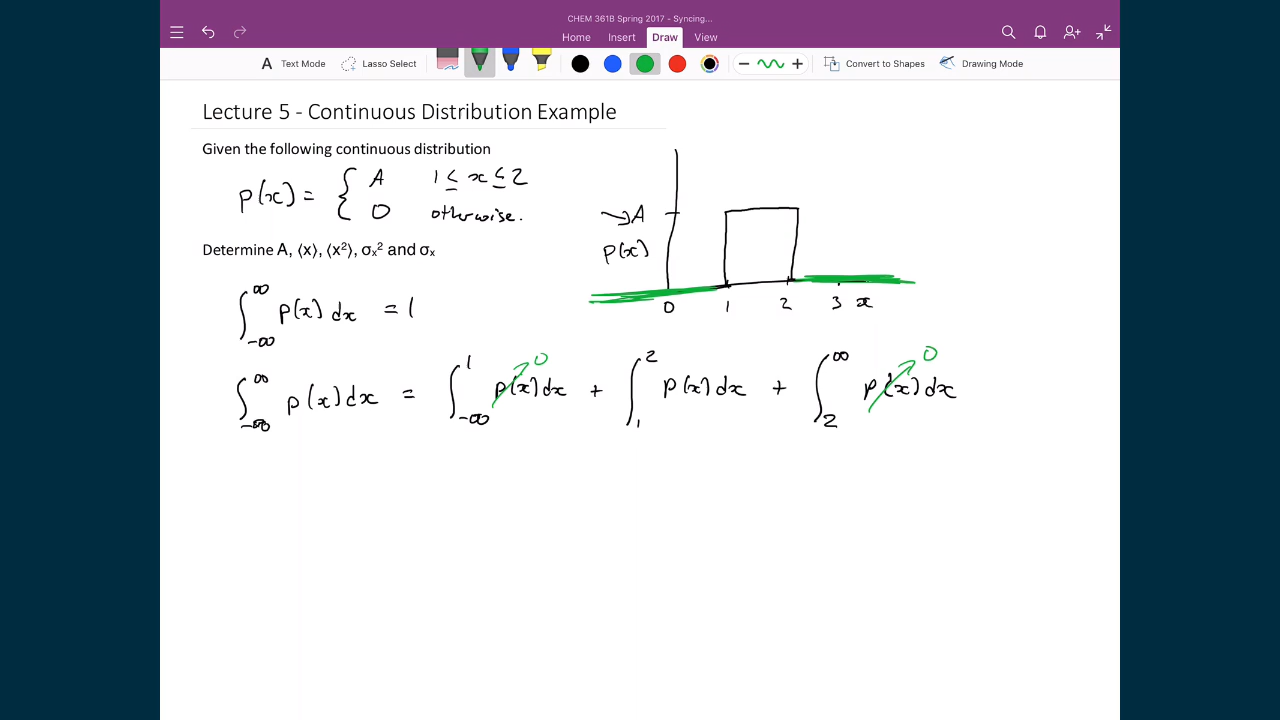 CHEM 361B Spring 2017 - Syncing...
Home Insert Draw View
A Text Mode Lasso Select Convert to Shapes Drawing Mode
Lecture 5 - Continuous Distribution Example
Given the following continuous distribution
p(x) = { A 1 ≤ x ≤ 2
0 otherwise.
Determine A, ⟨x⟩, ⟨x²⟩, σₓ² and σₓ
A
p(x)
0 1 2 3 x
∫_{-∞}^{∞} p(x) dx = 1
∫_{-∞}^{∞} p(x) dx = ∫_{-∞}^{1} p(x) dx 0 + ∫_{1}^{2} p(x) dx + ∫_{2}^{∞} p(x) dx 0